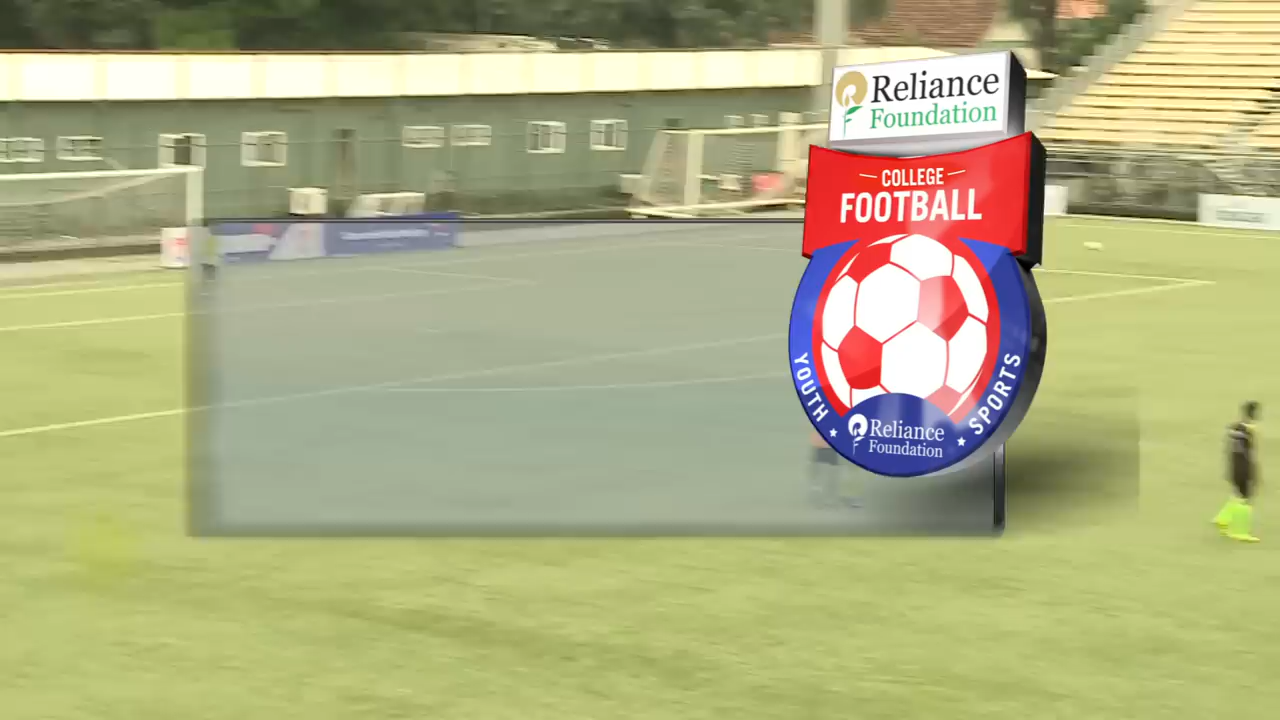 Reliance
Foundation
COLLEGE
FOOTBALL
YOUTH
SPORTS
Reliance
Foundation